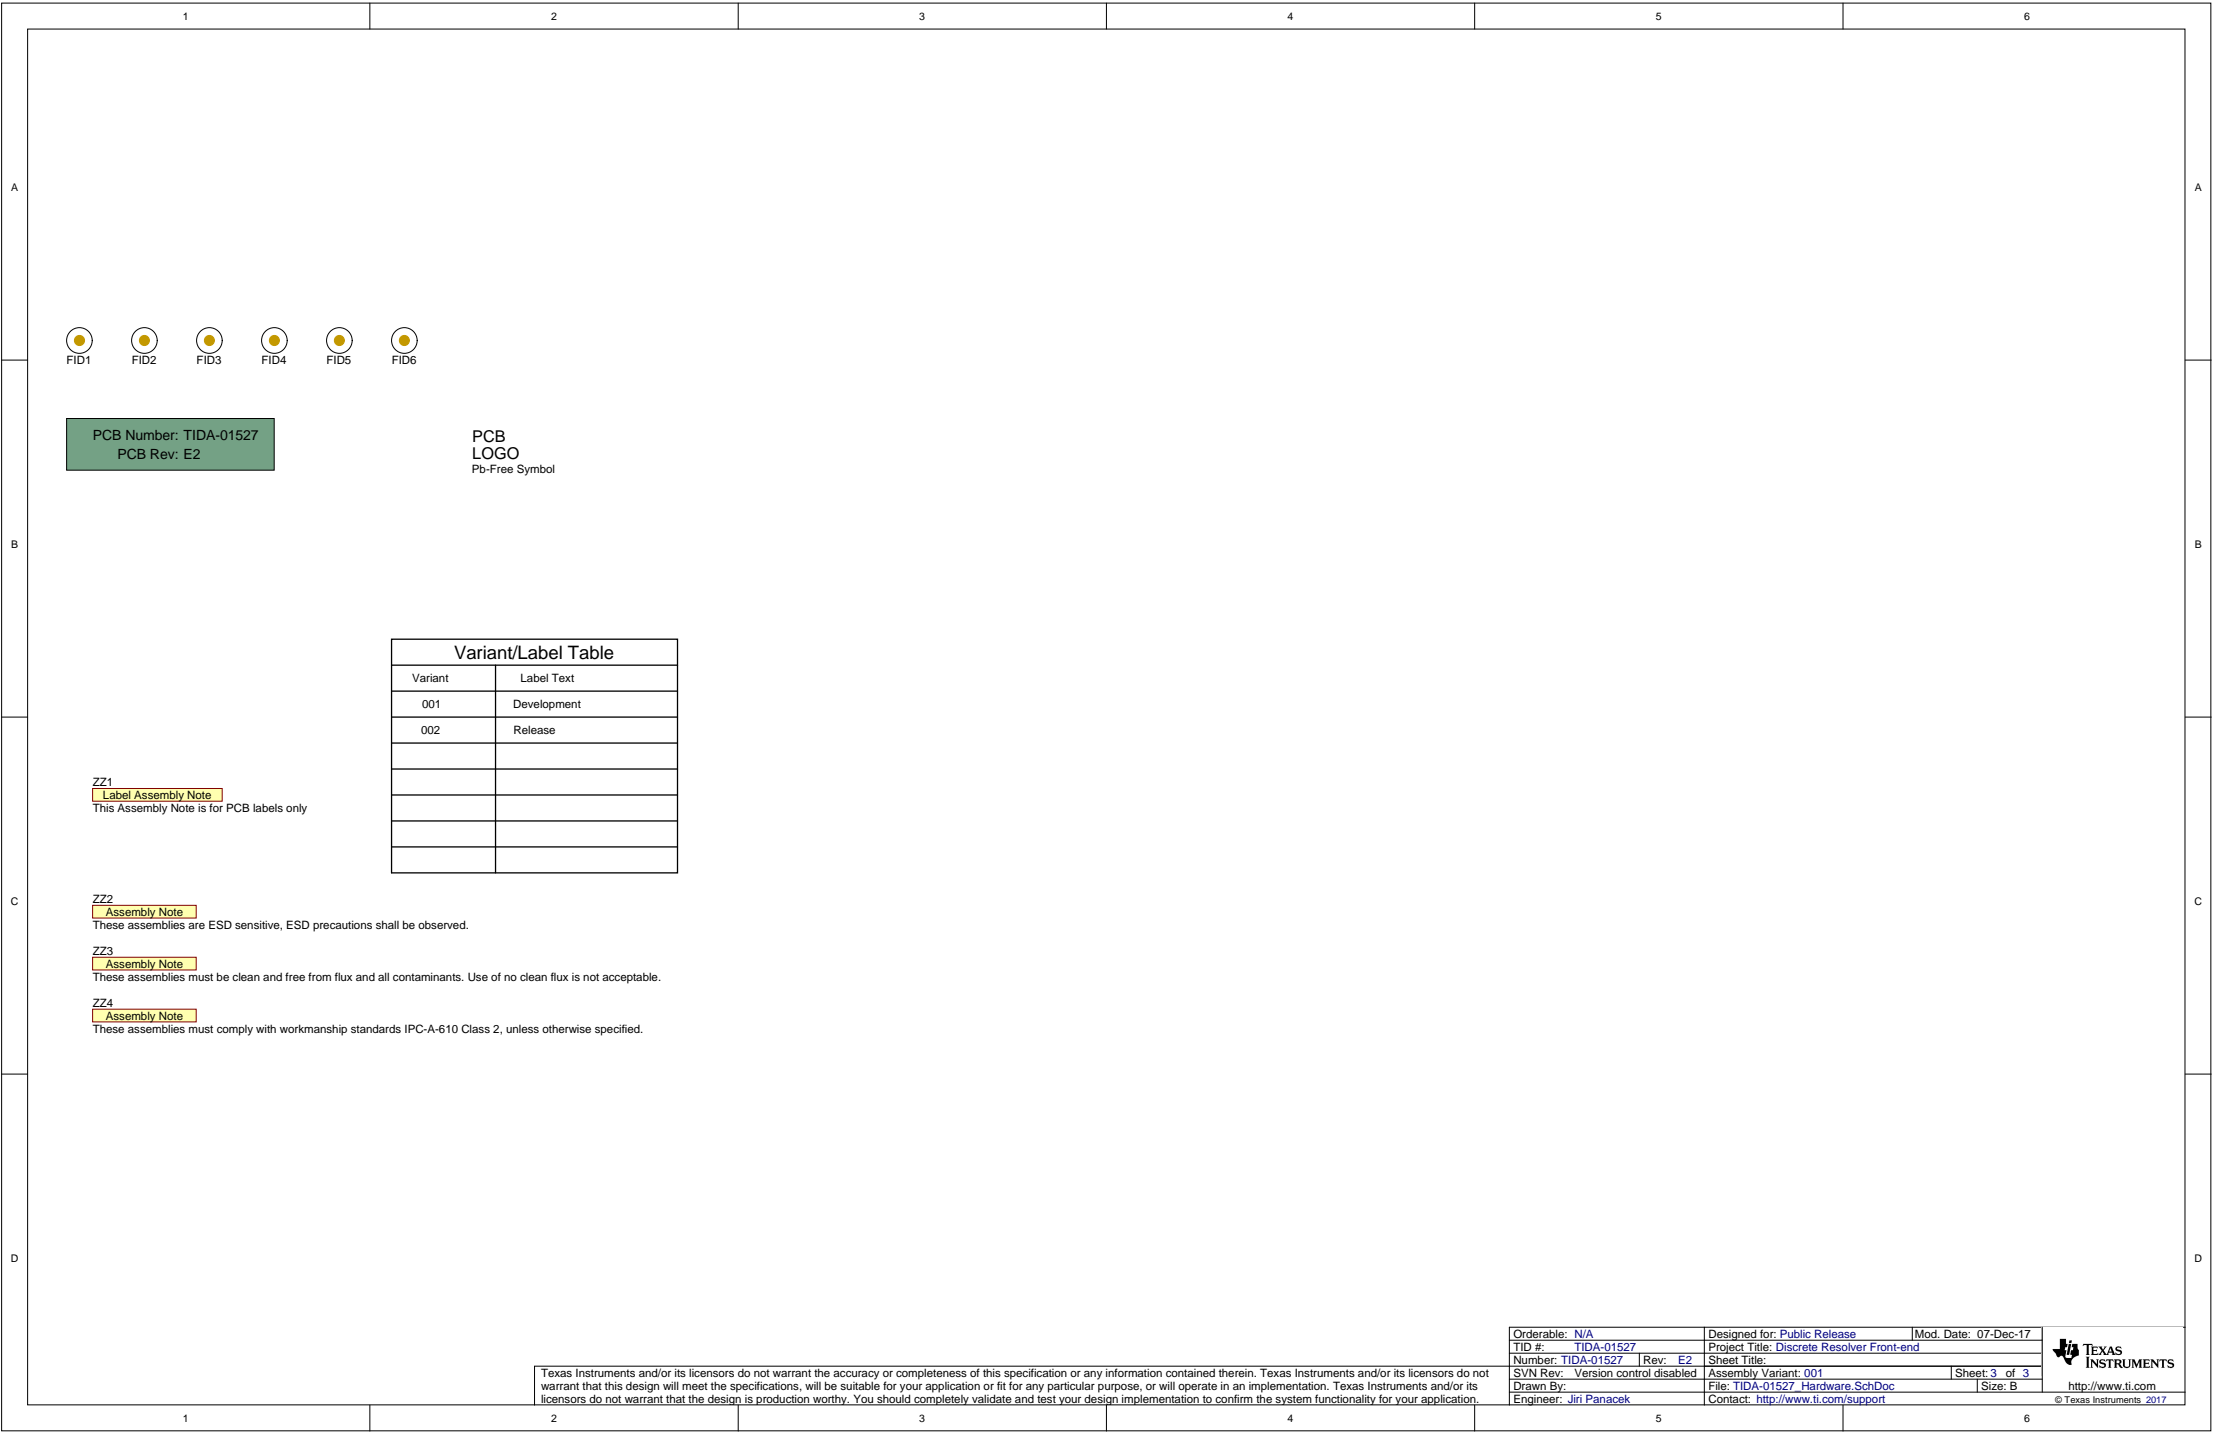 1 2 3 4 5 6
A A
FID1 FID2 FID3 FID4 FID5 FID6
PCB Number: TIDA-01527
PCB Rev: E2
PCB
LOGO
Pb-Free Symbol
B B
Variant/Label Table
Variant Label Text
001 Development
002 Release
ZZ1
Label Assembly Note
This Assembly Note is for PCB labels only
C C
ZZ2
Assembly Note
These assemblies are ESD sensitive, ESD precautions shall be observed.
ZZ3
Assembly Note
These assemblies must be clean and free from flux and all contaminants. Use of no clean flux is not acceptable.
ZZ4
Assembly Note
These assemblies must comply with workmanship standards IPC-A-610 Class 2, unless otherwise specified.
D D
Texas Instruments and/or its licensors do not warrant the accuracy or completeness of this specification or any information contained therein. Texas Instruments and/or its licensors do not
warrant that this design will meet the specifications, will be suitable for your application or fit for any particular purpose, or will operate in an implementation. Texas Instruments and/or its
licensors do not warrant that the design is production worthy. You should completely validate and test your design implementation to confirm the system functionality for your application.
Orderable: N/A Designed for: Public Release Mod. Date: 07-Dec-17
TID #: TIDA-01527 Project Title: Discrete Resolver Front-end
Number: TIDA-01527 Rev: E2 Sheet Title:
SVN Rev: Version control disabled Assembly Variant: 001 Sheet: 3 of 3
Drawn By: File: TIDA-01527_Hardware.SchDoc Size: B
Engineer: Jiri Panacek Contact: http://www.ti.com/support
TEXAS
INSTRUMENTS
http://www.ti.com
© Texas Instruments 2017
1 2 3 4 5 6